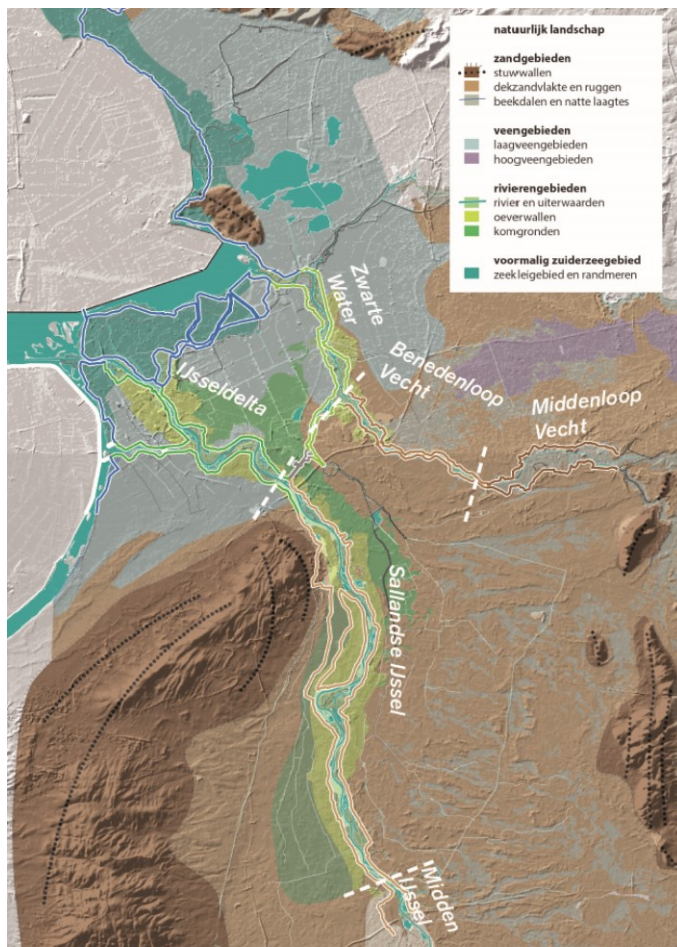 natuurlijk landschap
zandgebieden
stuwwallen
dekzandvlakte en ruggen
beekdalen en natte laagtes
veengebieden
laagveengebieden
hoogveengebieden
rivierengebieden
rivier en uiterwaarden
oeverwallen
komgronden
voormalig zuiderzeegebied
zeekleigebied en randmeren
Zwarte
Water
Benedenloop
Vecht
Middenloop
Vecht
IJsseldelta
Sallandse IJssel
Midden
IJssel